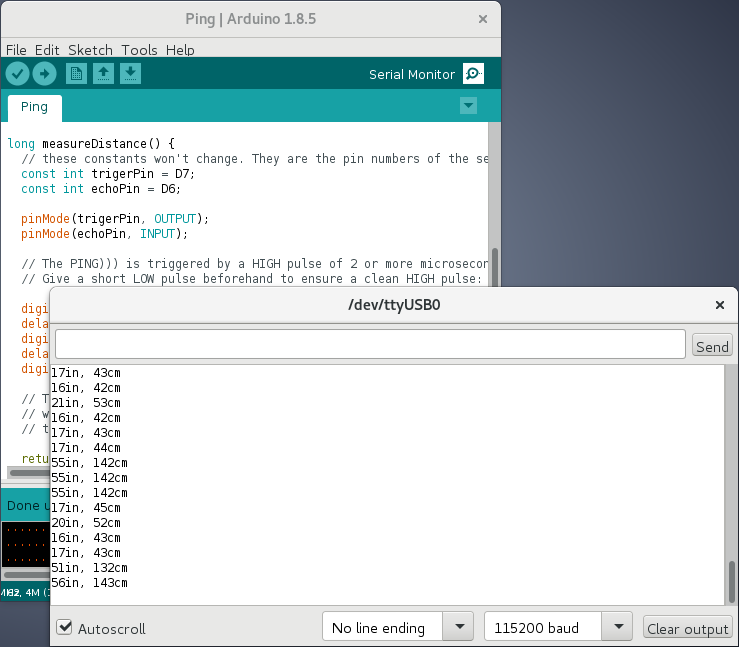 Ping | Arduino 1.8.5
File Edit Sketch Tools Help
Serial Monitor
Ping
long measureDistance() {
// these constants won't change. They are the pin numbers of the se
const int trigerPin = D7;
const int echoPin = D6;
pinMode(trigerPin, OUTPUT);
pinMode(echoPin, INPUT);
// The PING))) is triggered by a HIGH pulse of 2 or more microsecon
// Give a short LOW pulse beforehand to ensure a clean HIGH pulse:
digi
dela
digi
dela
digi
// T
// w
// t
retu
Done u
/dev/ttyUSB0
Send
17in, 43cm
16in, 42cm
21in, 53cm
16in, 42cm
17in, 43cm
17in, 44cm
55in, 142cm
55in, 142cm
55in, 142cm
17in, 45cm
20in, 52cm
16in, 43cm
17in, 43cm
51in, 132cm
56in, 143cm
Autoscroll
No line ending
115200 baud
Clear output